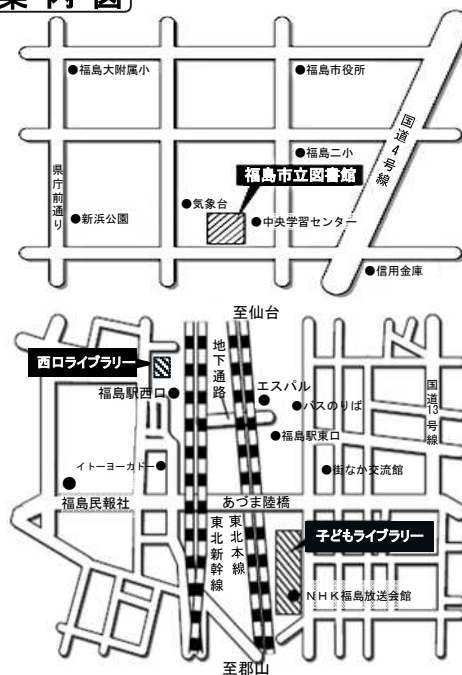 案内図
●福島大附属小
●福島市役所
国道4号線
●福島二小
福島市立図書館
県庁前通り
●気象台
●新浜公園
●中央学習センター
●信用金庫
至仙台
西口ライブラリー
地下通路
エスパル
福島駅西口
●バスのりば
国道13号線
●福島駅東口
イトーヨーカドー
●街なか交流館
福島民報社
あづま陸橋
東北新幹線
東北本線
子どもライブラリー
NHK福島放送会館
至郡山